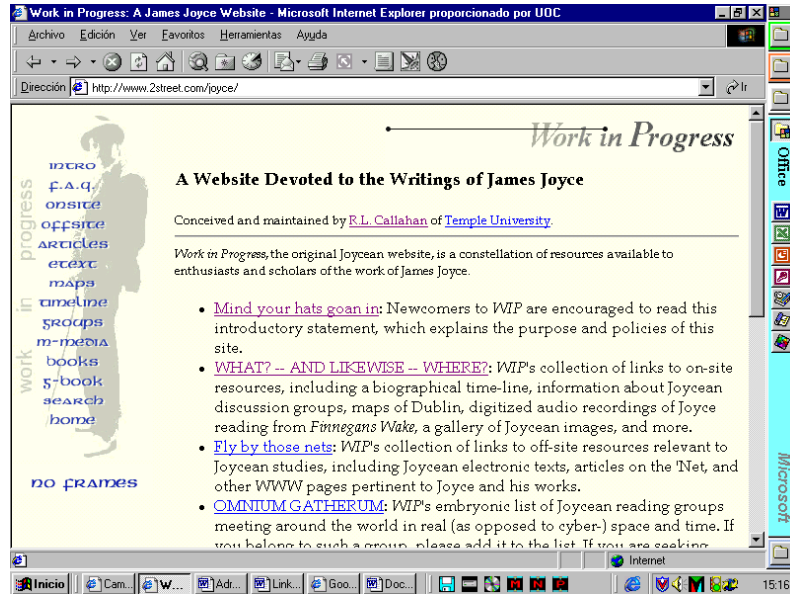 Work in Progress: A James Joyce Website - Microsoft Internet Explorer proporcionado por UOC
Archivo Edición Ver Favoritos Herramientas Ayuda
Dirección http://www.2street.com/joyce/ Ir
Work in Progress
work in progress
INTRO
F.A.Q.
ONSITE
OFFSITE
ARTICLES
ETEXT
MAPS
TIMELINE
GROUPS
M-MEDIA
BOOKS
G-BOOK
SEARCH
HOME
NO FRAMES
A Website Devoted to the Writings of James Joyce
Conceived and maintained by R.L. Callahan of Temple University.
Work in Progress, the original Joycean website, is a constellation of resources available to
enthusiasts and scholars of the work of James Joyce.
• Mind your hats goan in: Newcomers to WIP are encouraged to read this
introductory statement, which explains the purpose and policies of this
site.
• WHAT? -- AND LIKEWISE -- WHERE?: WIP's collection of links to on-site
resources, including a biographical time-line, information about Joycean
discussion groups, maps of Dublin, digitized audio recordings of Joyce
reading from Finnegans Wake, a gallery of Joycean images, and more.
• Fly by those nets: WIP's collection of links to off-site resources relevant to
Joycean studies, including Joycean electronic texts, articles on the 'Net, and
other WWW pages pertinent to Joyce and his works.
• OMNIUM GATHERUM: WIP's embryonic list of Joycean reading groups
meeting around the world in real (as opposed to cyber-) space and time. If
you belong to such a group, please add it to the list. If you are seeking
Office
Microsoft
Internet
Inicio Cam... W... Adr... Link... Goo... Doc... 15:16